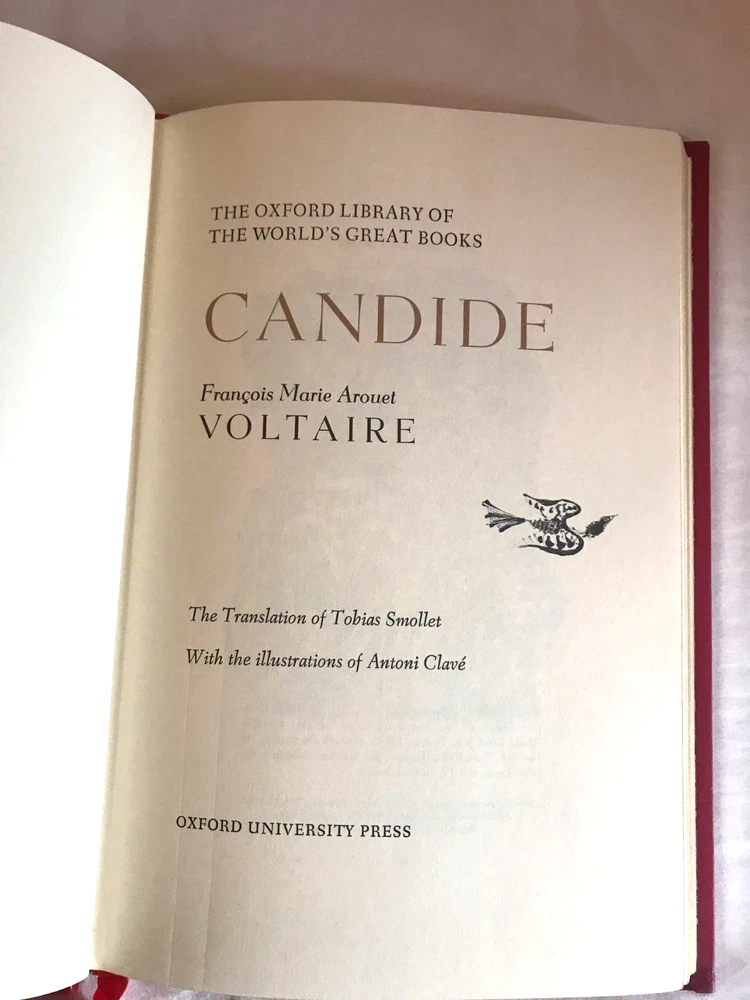 THE OXFORD LIBRARY OF
THE WORLD'S GREAT BOOKS
CANDIDE
François Marie Arouet
VOLTAIRE
The Translation of Tobias Smollet
With the illustrations of Antoni Clavé
OXFORD UNIVERSITY PRESS